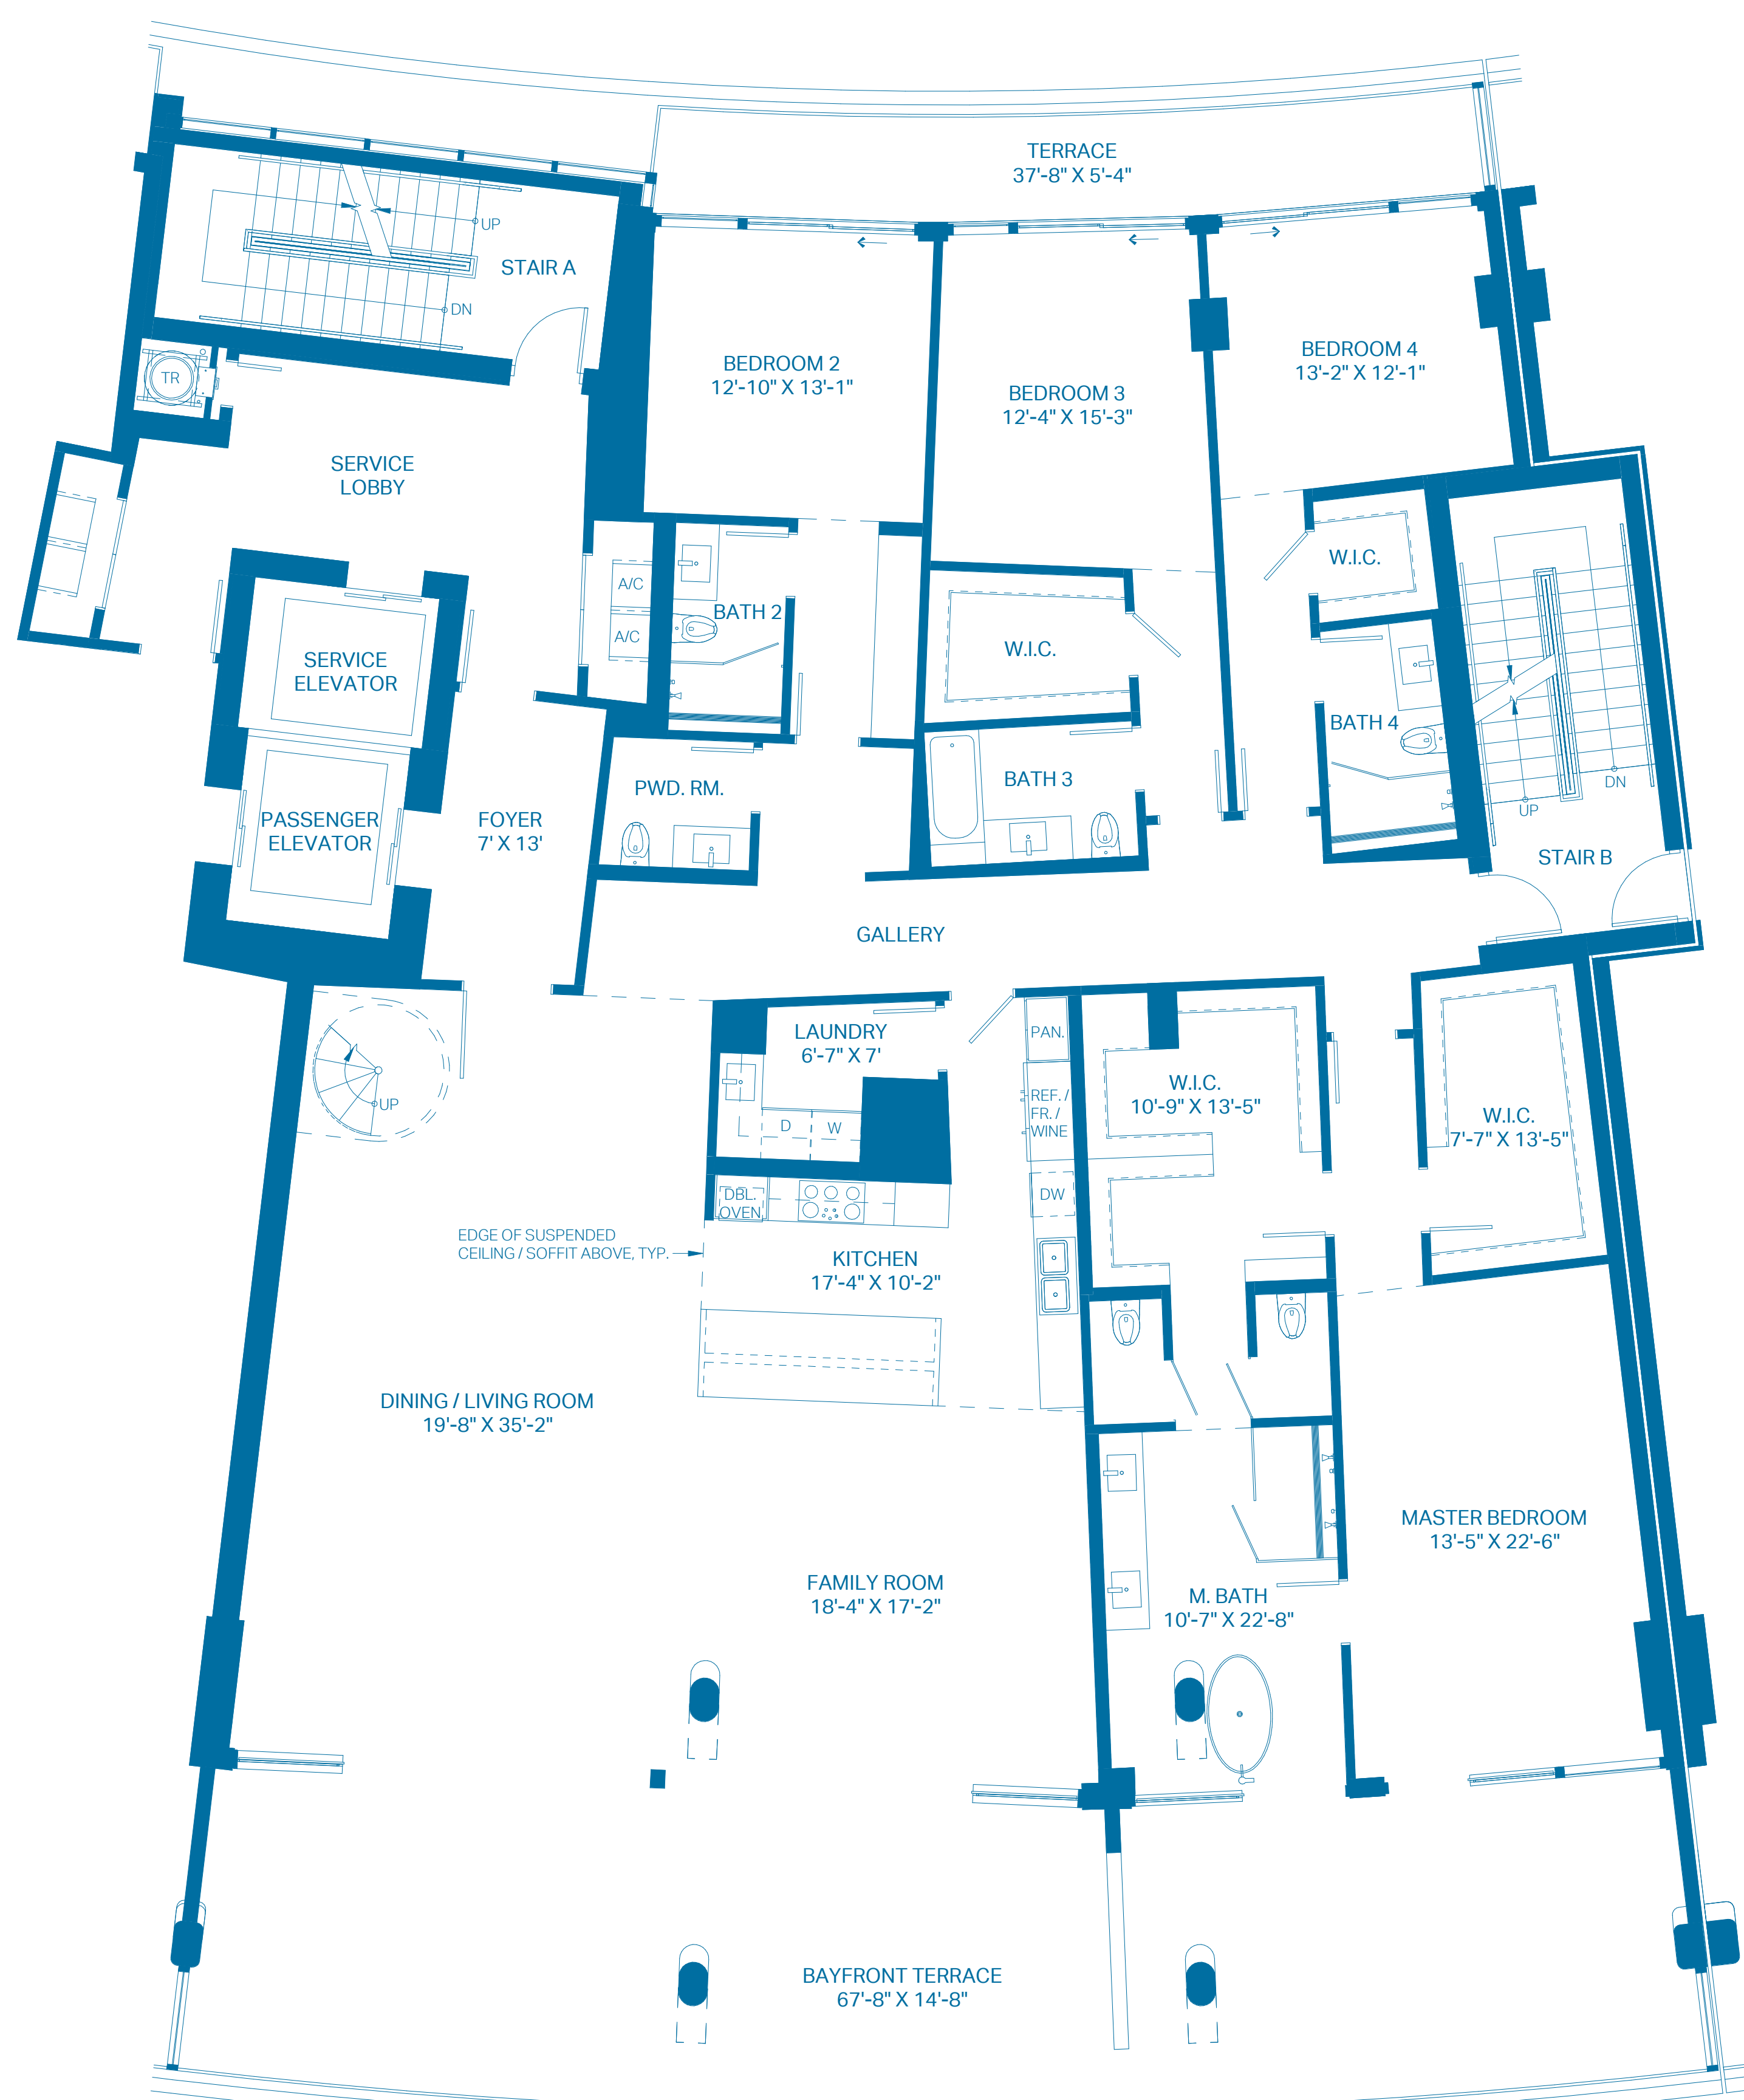 TERRACE
37'-8" X 5'-4"
UP
STAIR A
DN
TR
BEDROOM 2
12'-10" X 13'-1"
BEDROOM 3
12'-4" X 15'-3"
BEDROOM 4
13'-2" X 12'-1"
SERVICE
LOBBY
W.I.C.
A/C
A/C
BATH 2
W.I.C.
SERVICE
ELEVATOR
BATH 4
PWD. RM.
BATH 3
DN
UP
PASSENGER
ELEVATOR
FOYER
7' X 13'
STAIR B
GALLERY
LAUNDRY
6'-7" X 7'
PAN.
UP
D
W
REF. /
FR. /
WINE
W.I.C.
10'-9" X 13'-5"
W.I.C.
7'-7" X 13'-5"
DBL.
OVEN
DW
EDGE OF SUSPENDED
CEILING / SOFFIT ABOVE, TYP.
KITCHEN
17'-4" X 10'-2"
DINING / LIVING ROOM
19'-8" X 35'-2"
MASTER BEDROOM
13'-5" X 22'-6"
FAMILY ROOM
18'-4" X 17'-2"
M. BATH
10'-7" X 22'-8"
BAYFRONT TERRACE
67'-8" X 14'-8"